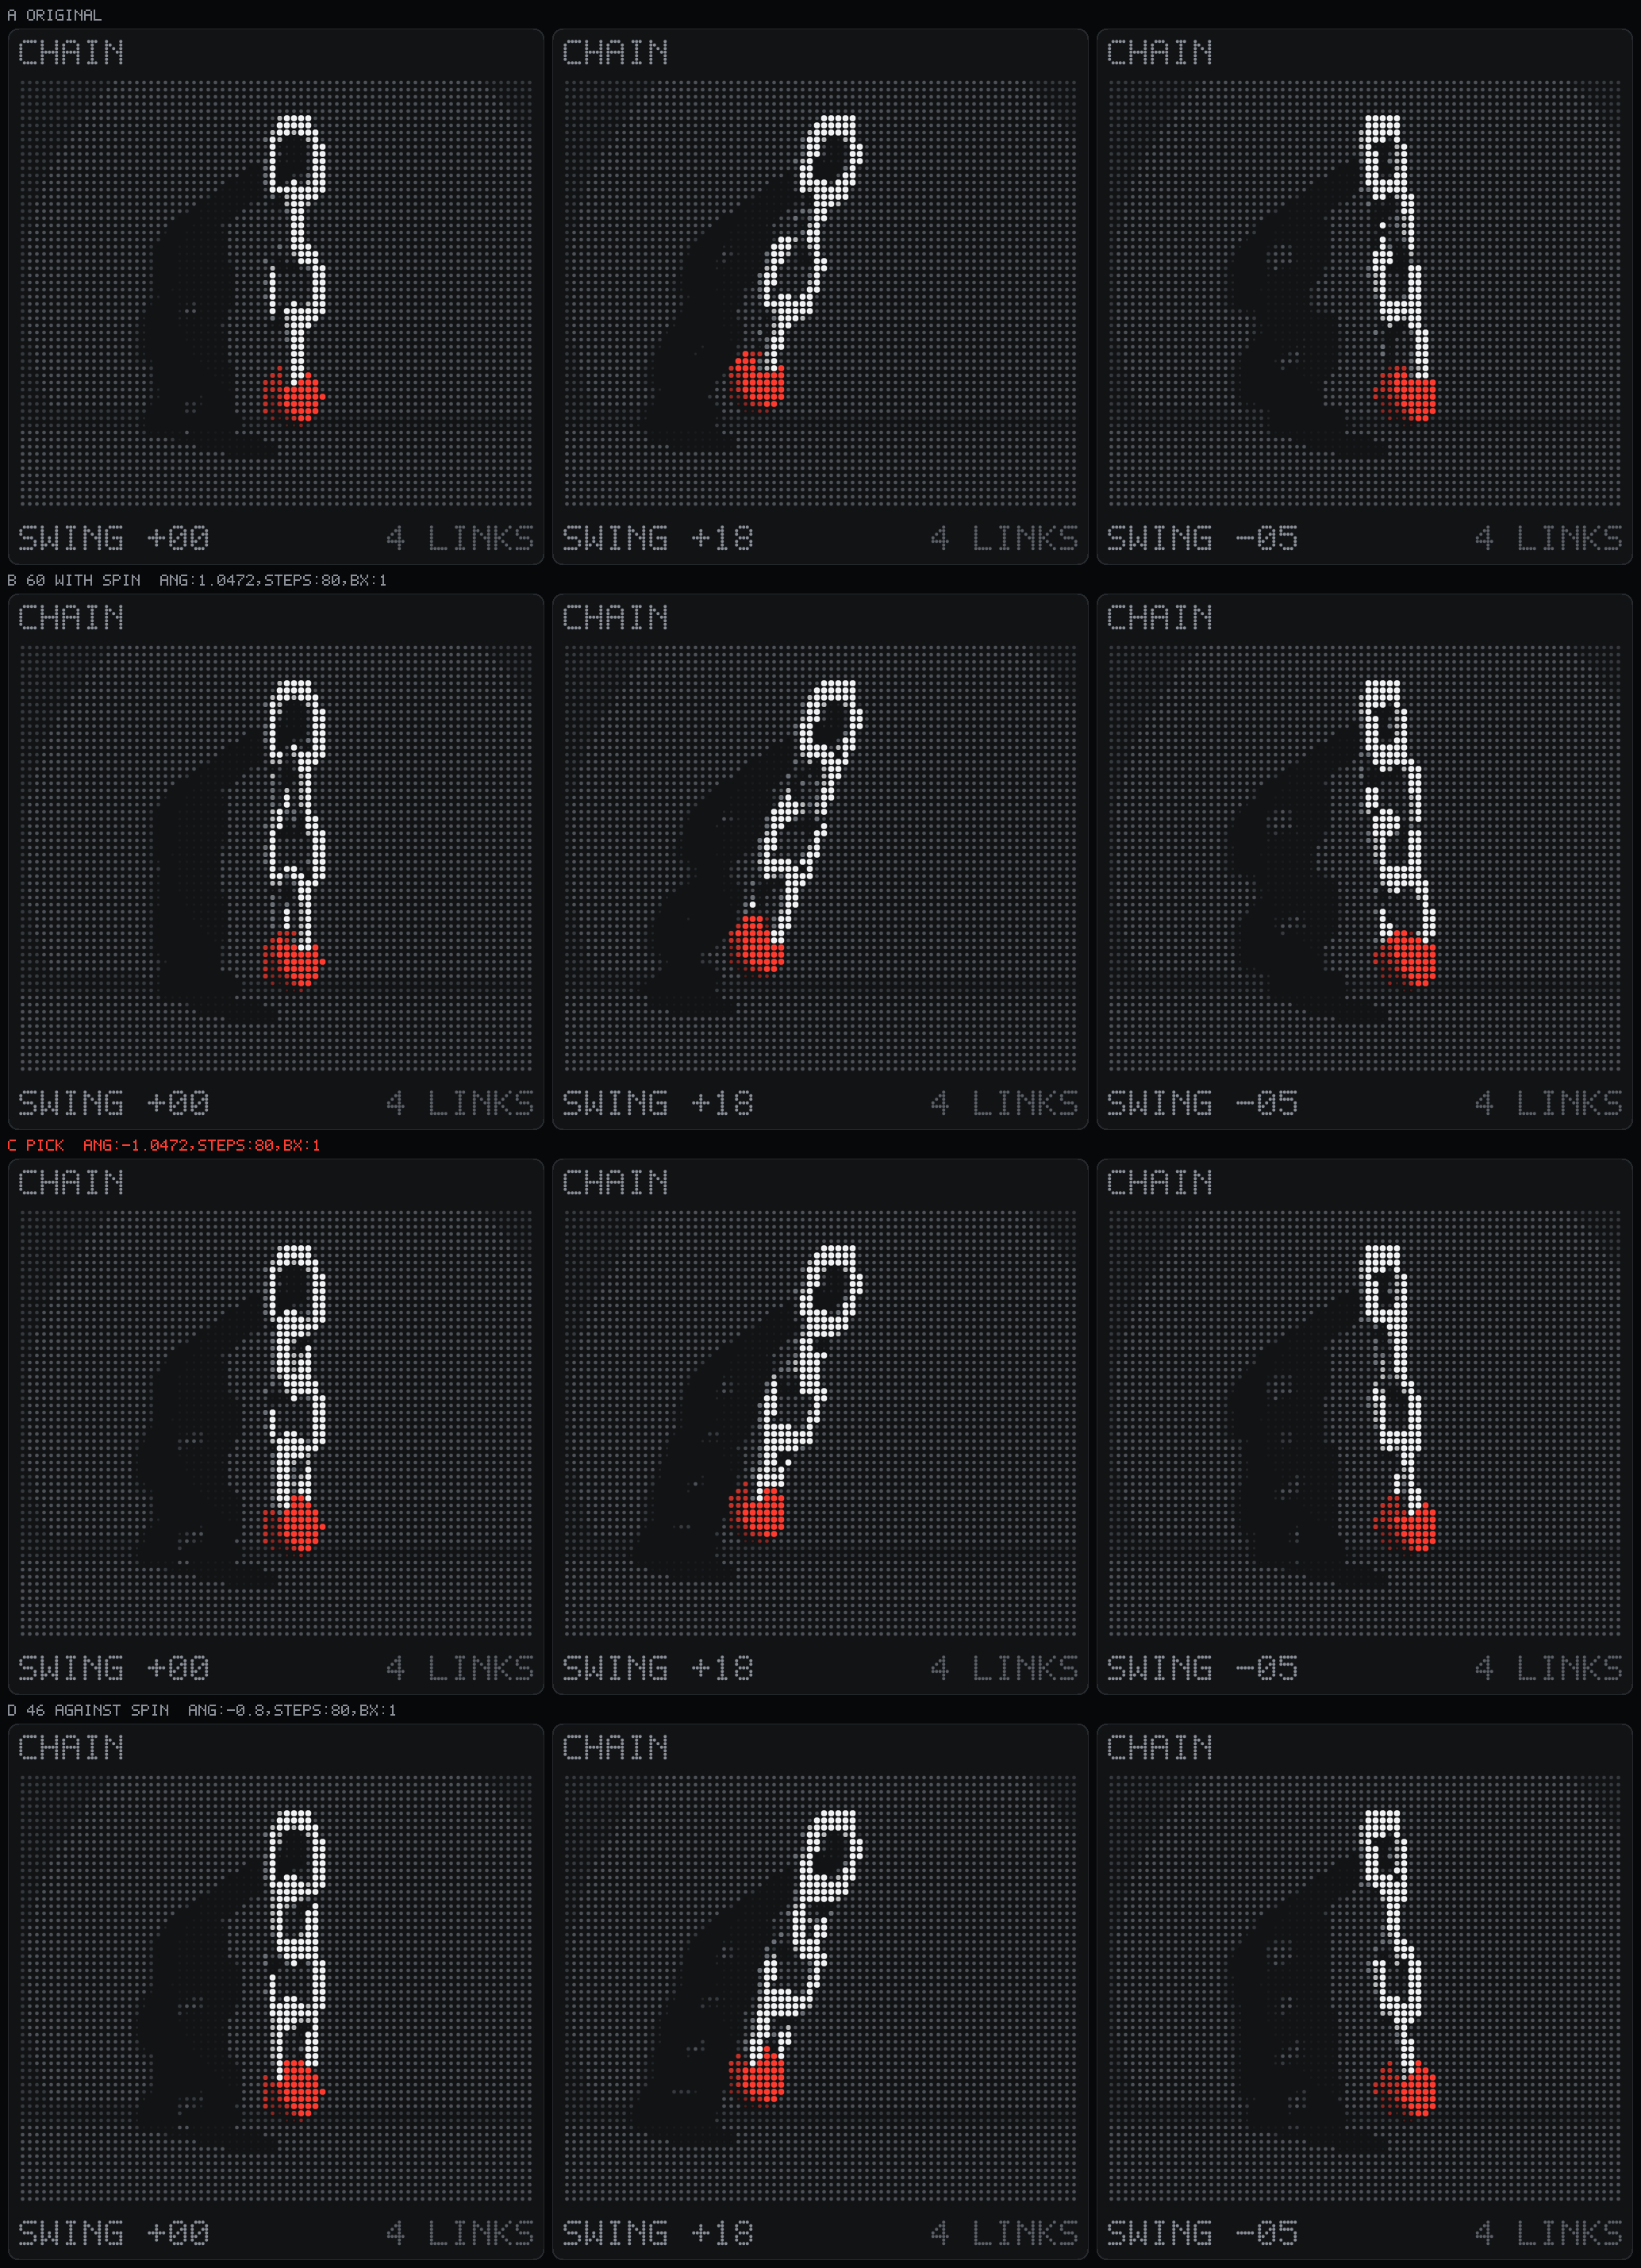 A ORIGINAL
CHAIN CHAIN CHAIN
SWING +00 4 LINKS SWING +18 4 LINKS SWING -05 4 LINKS
B 60 WITH SPIN  ANG:1.0472,STEPS:80,BX:1
CHAIN CHAIN CHAIN
SWING +00 4 LINKS SWING +18 4 LINKS SWING -05 4 LINKS
C PICK  ANG:-1.0472,STEPS:80,BX:1
CHAIN CHAIN CHAIN
SWING +00 4 LINKS SWING +18 4 LINKS SWING -05 4 LINKS
D 46 AGAINST SPIN  ANG:-0.8,STEPS:80,BX:1
CHAIN CHAIN CHAIN
SWING +00 4 LINKS SWING +18 4 LINKS SWING -05 4 LINKS